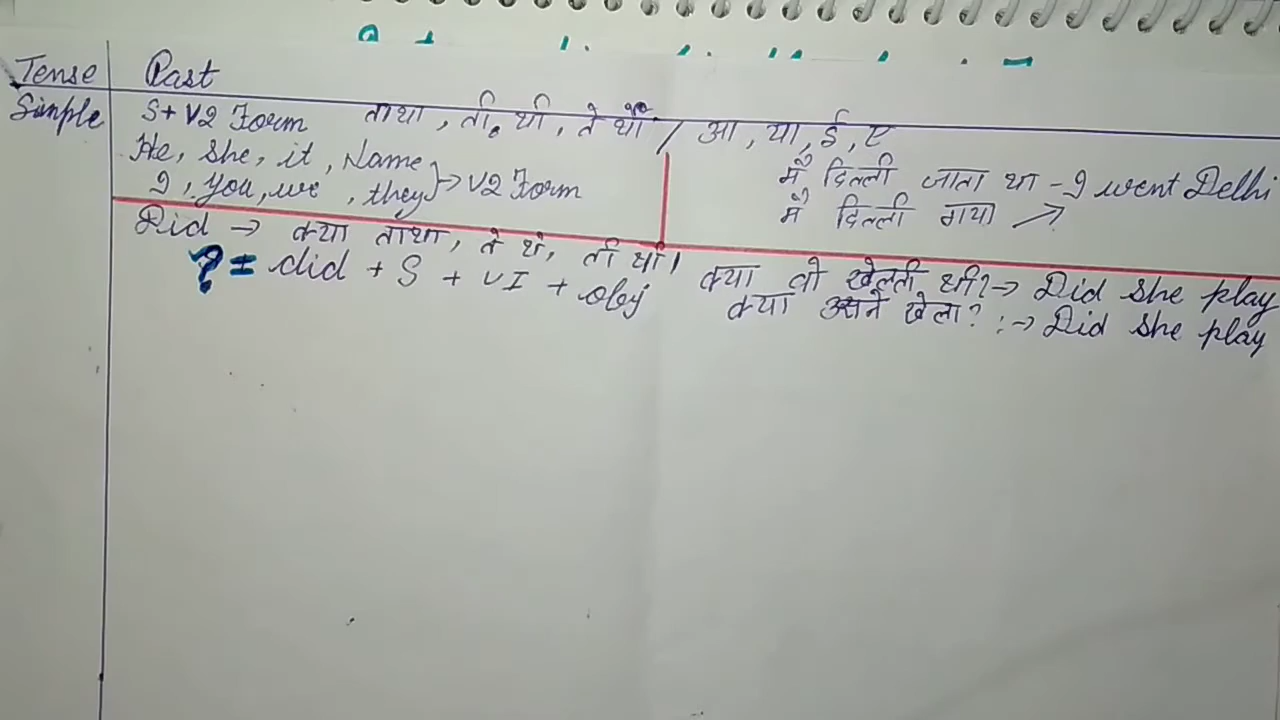 Tense Past
Simple S+ V2 Form ताथा, ती थी, ते थे / आ, या, ई, ए
He, she, it, Name
I, You, we, they }→ V2 Form
मैं दिल्ली जाता था - I went Delhi
मैं दिल्ली गया ↗
Did → क्या ताथा, ते थे, ती थी।
? = did + S + VI + obj
क्या वो खेलती थी? → Did she play
क्या उसने खेला? :→ Did she play